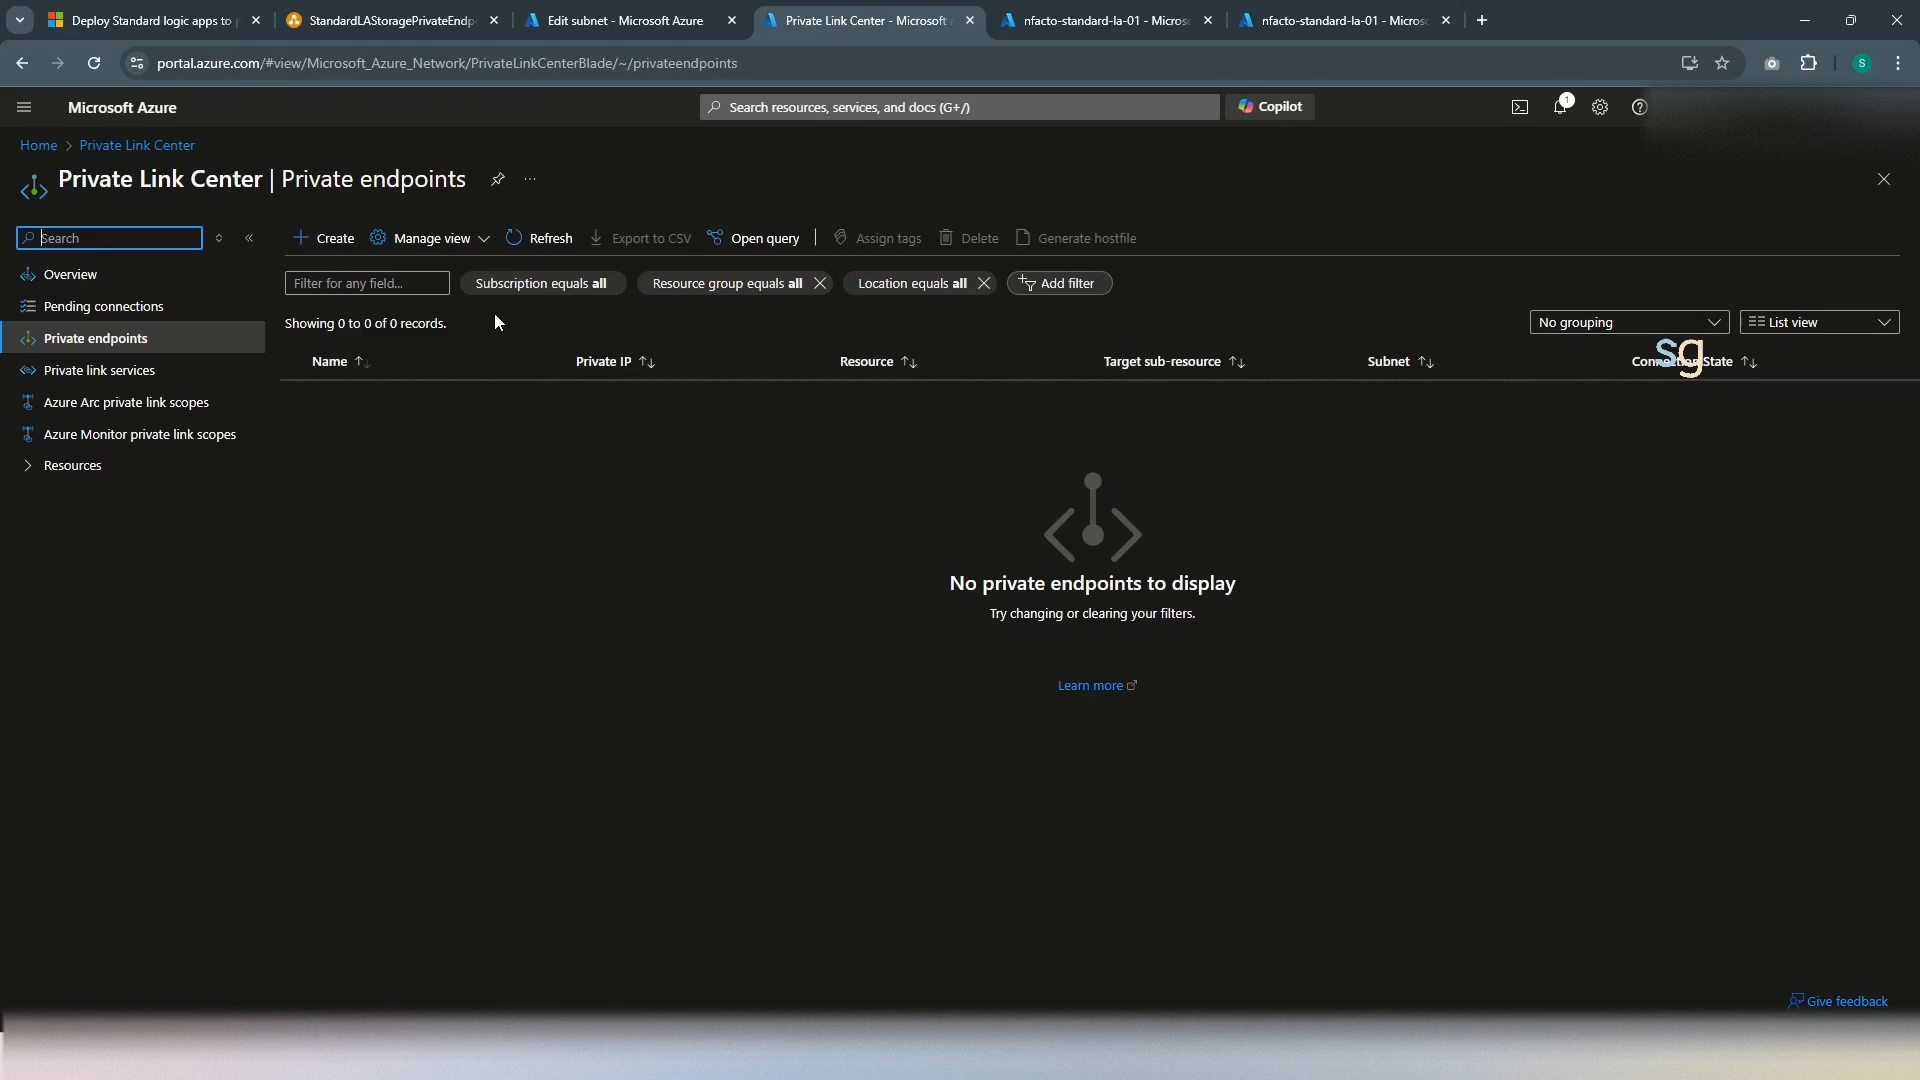 Deploy Standard logic apps to
StandardLAStoragePrivateEndp
Edit subnet - Microsoft Azure
Private Link Center - Microsoft
nfacto-standard-la-01 - Micros
nfacto-standard-la-01 - Micros
portal.azure.com/#view/Microsoft_Azure_Network/PrivateLinkCenterBlade/~/privateendpoints
S
Microsoft Azure
Search resources, services, and docs (G+/)
Copilot
1
Home > Private Link Center
Private Link Center | Private endpoints
Search
Create
Manage view
Refresh
Export to CSV
Open query
Assign tags
Delete
Generate hostfile
Overview
Pending connections
Private endpoints
Private link services
Azure Arc private link scopes
Azure Monitor private link scopes
Resources
Filter for any field...
Subscription equals all
Resource group equals all
Location equals all
Add filter
Showing 0 to 0 of 0 records.
No grouping
List view
sg
Name
Private IP
Resource
Target sub-resource
Subnet
Connection State
No private endpoints to display
Try changing or clearing your filters.
Learn more
Give feedback